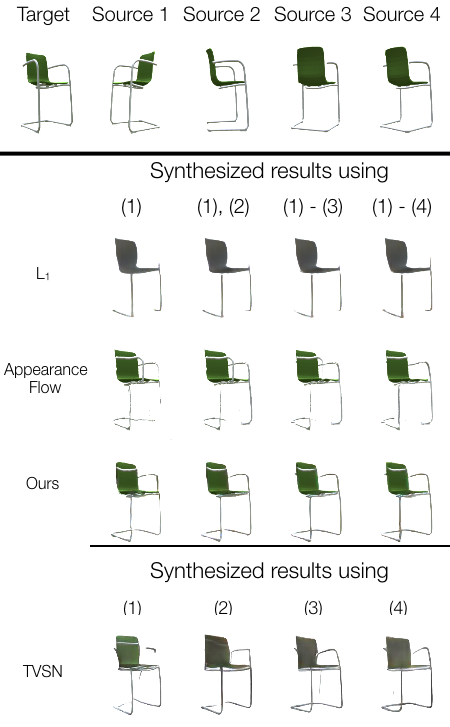 Target Source 1 Source 2 Source 3 Source 4
Synthesized results using
(1) (1), (2) (1) - (3) (1) - (4)
L1
Appearance
Flow
Ours
Synthesized results using
(1) (2) (3) (4)
TVSN